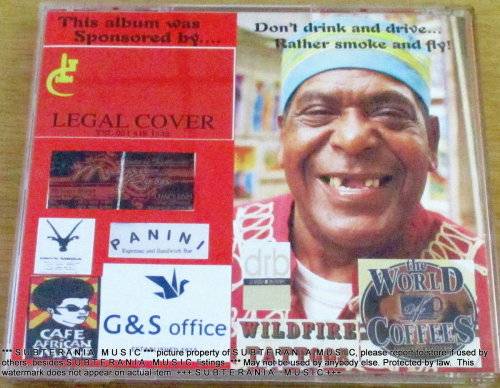 This album was
Sponsored by....
Don't drink and drive...
Rather smoke and fly!
LEGAL COVER
PANINI
Espresso and Sandwich Bar
drb
the
WORLD
of
COFFEES
G&S office
CAFE
AFRICAN
WILDFIRE
*** S U B T E R A N I A M U S I C *** picture property of S U B T E R A N I A M U S I C, please report to store if used by
others, besides S U B T E R A N I A M U S I C listings. *** May not be used by anybody else. Protected by law. This
watermark does not appear on actual item. +++ S U B T E R A N I A - M U S I C +++